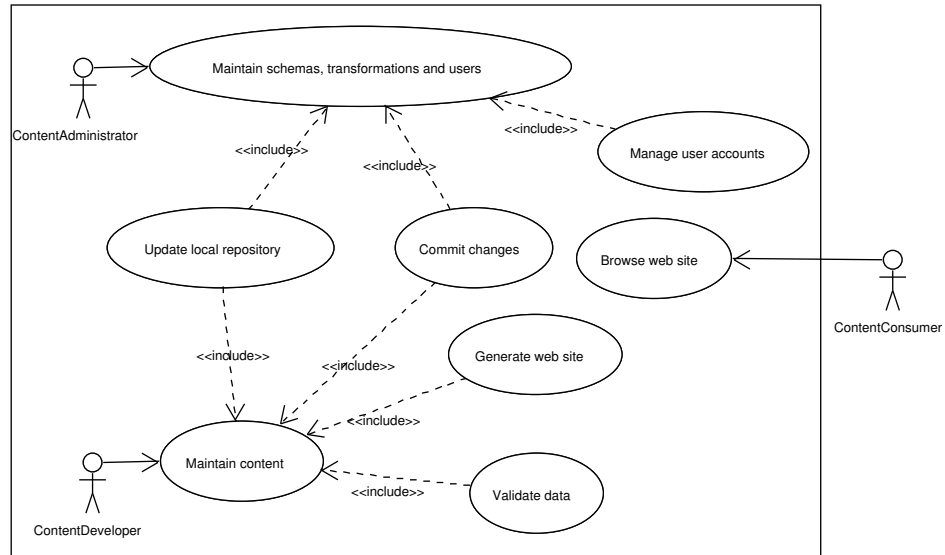 Maintain schemas, transformations and users
ContentAdministrator
<<include>>
Manage user accounts
<<include>>
<<include>>
Update local repository
Commit changes
Browse web site
ContentConsumer
<<include>>
<<include>>
Generate web site
<<include>>
Maintain content
<<include>>
Validate data
ContentDeveloper